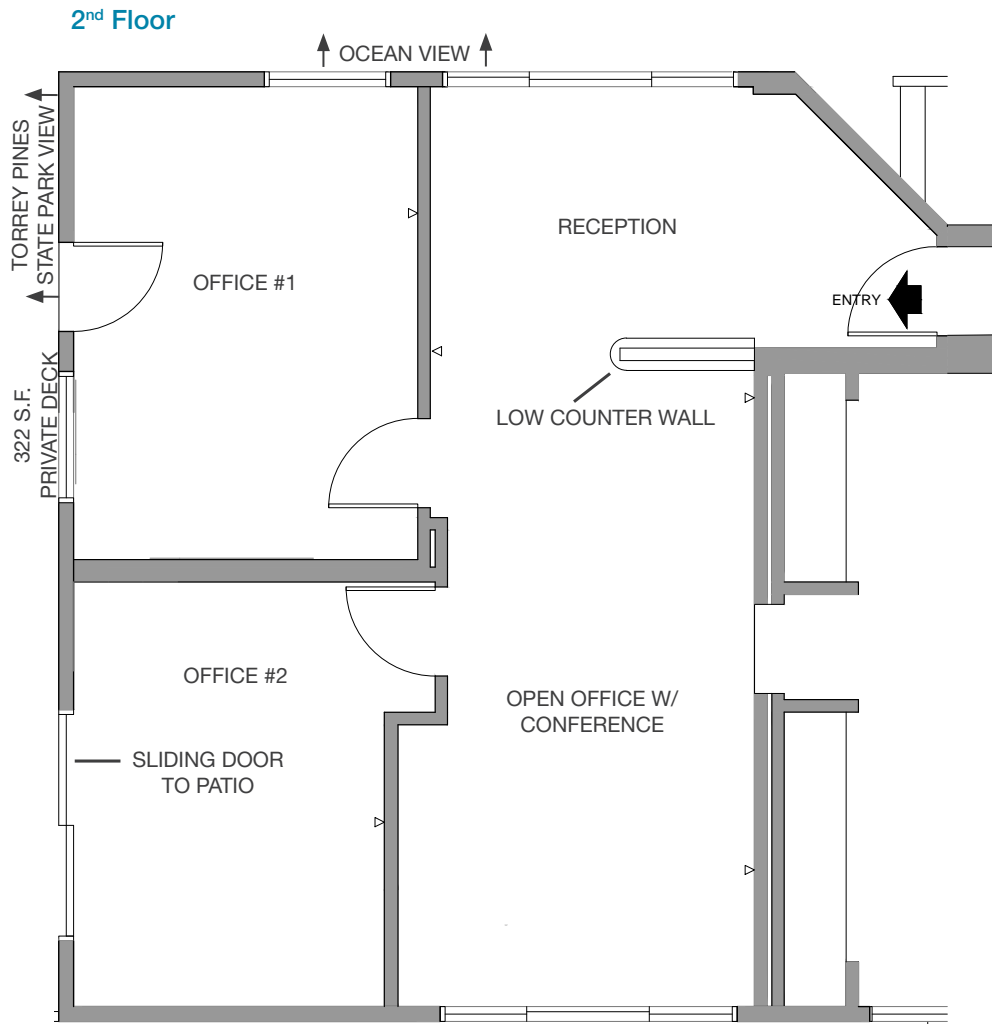 2nd Floor
OCEAN VIEW
TORREY PINES
STATE PARK VIEW
RECEPTION
OFFICE #1
ENTRY
322 S.F.
PRIVATE DECK
LOW COUNTER WALL
OFFICE #2
OPEN OFFICE W/
CONFERENCE
SLIDING DOOR
TO PATIO